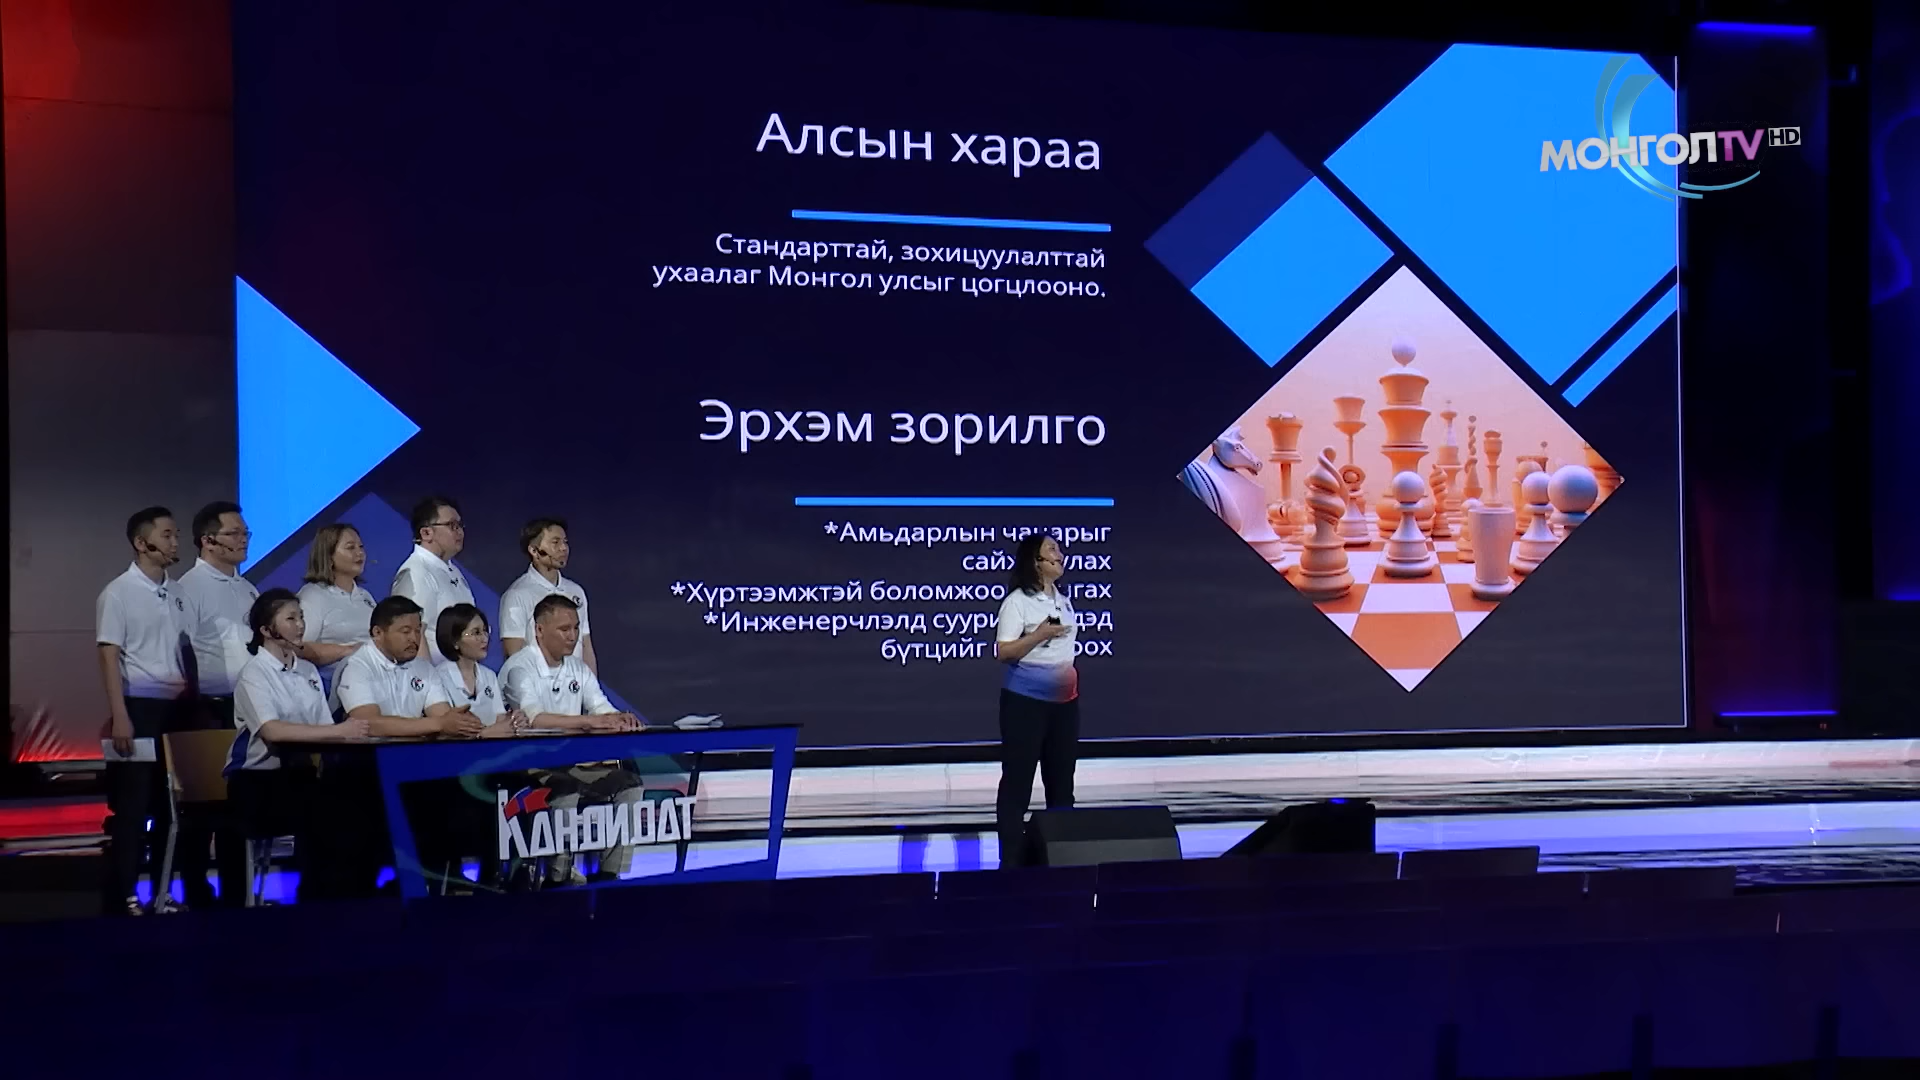 Алсын хараа
Стандарттай, зохицуулалттай
ухаалаг Монгол улсыг цогцлооно.
Эрхэм зорилго
*Амьдарлын
*Хүртээмжтэй
*Инженерчлэлд
бүтцийг
МОНГОЛTV HD
Кандидат